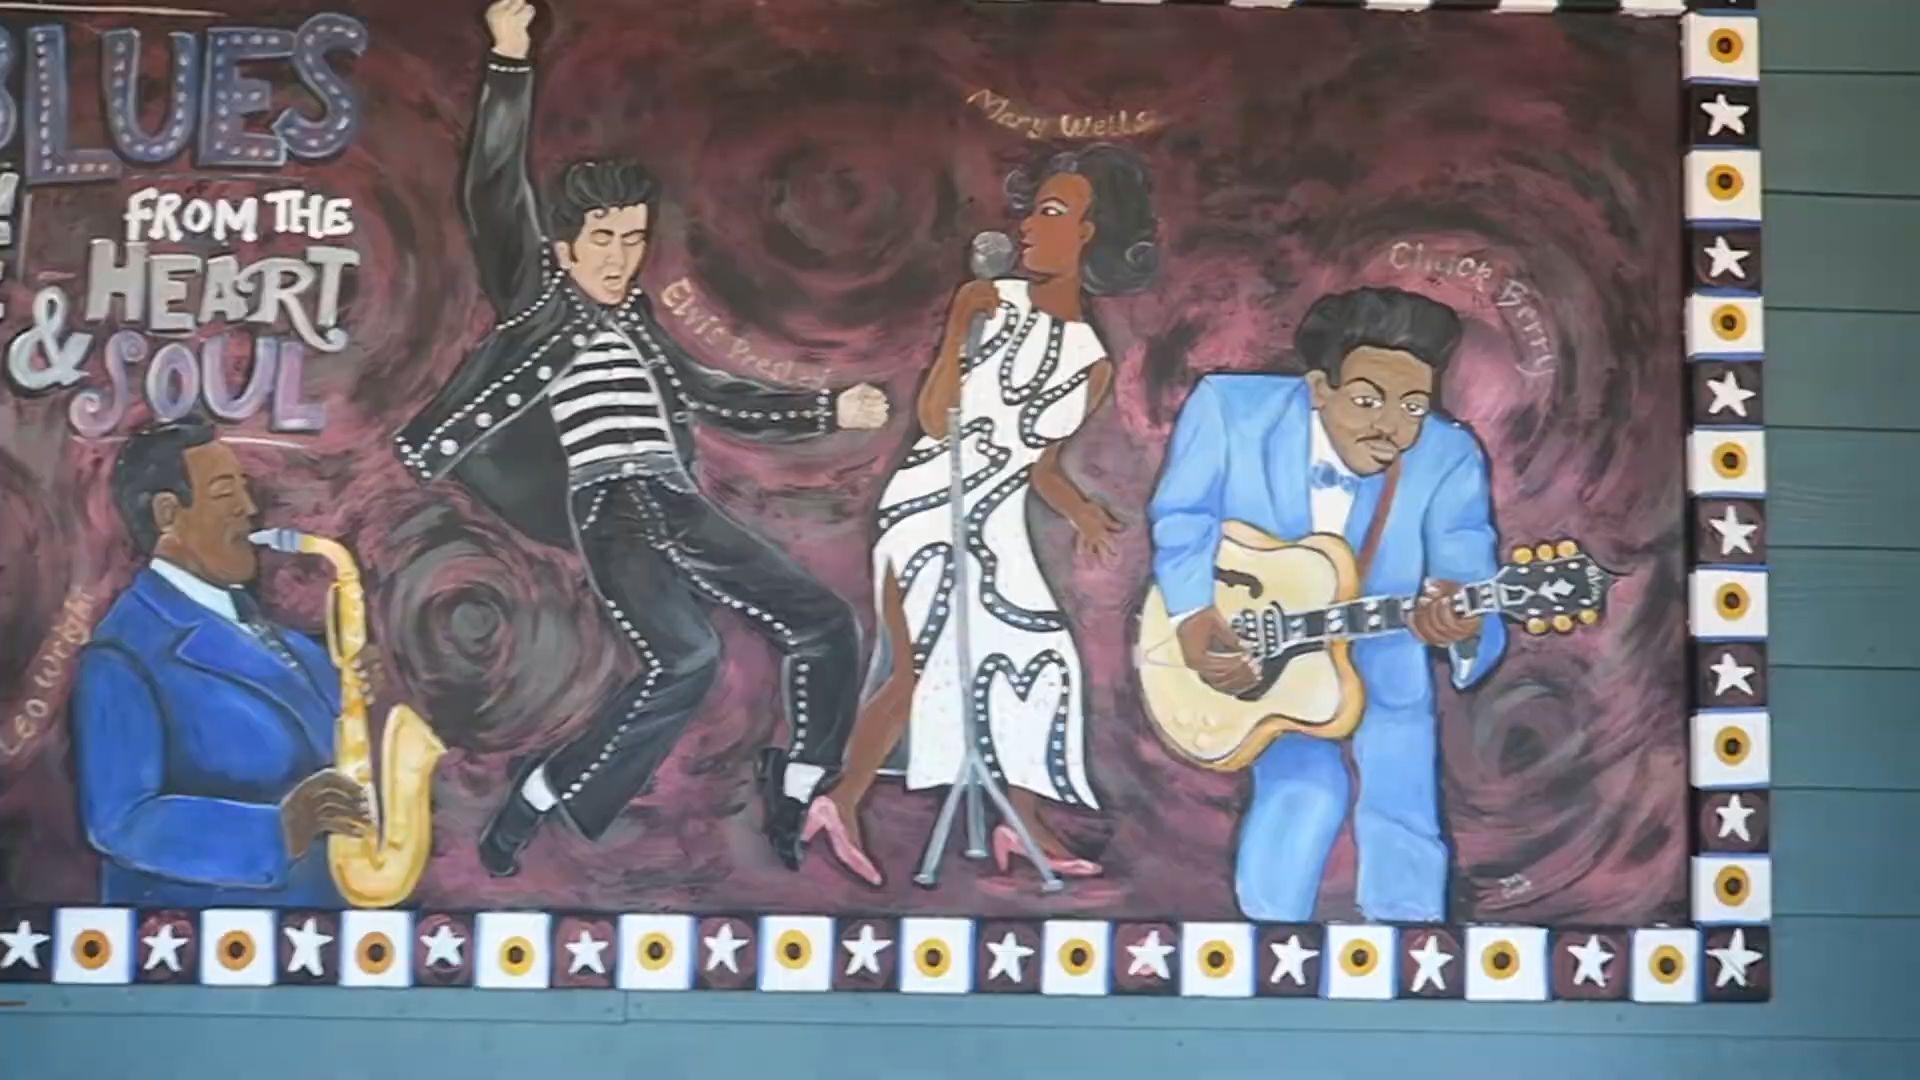 BLUES
FROM THE
HEART
& SOUL
Mary Wells
Elvis Presley
Chuck Berry
Leo Wright